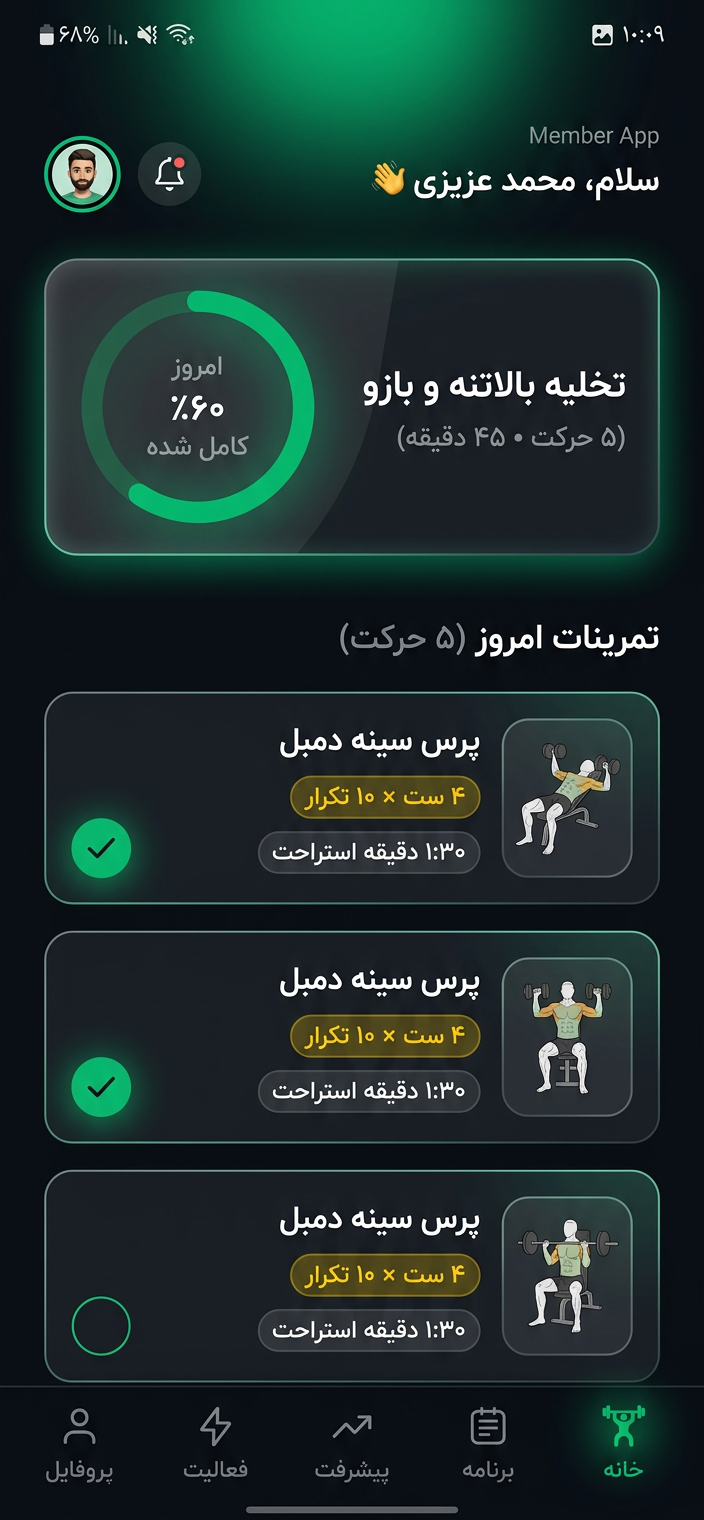 ۱۰:۰۹
۶۸%
Member App
سلام، محمد عزیزی 👋
تخلیه بالاتنه و بازو
(۵ حرکت • ۴۵ دقیقه)
امروز
٪۶۰
کامل شده
تمرینات امروز (۵ حرکت)
پرس سینه دمبل
۴ ست × ۱۰ تکرار
۱:۳۰ دقیقه استراحت
پرس سینه دمبل
۴ ست × ۱۰ تکرار
۱:۳۰ دقیقه استراحت
پرس سینه دمبل
۴ ست × ۱۰ تکرار
۱:۳۰ دقیقه استراحت
خانه
برنامه
پیشرفت
فعالیت
پروفایل